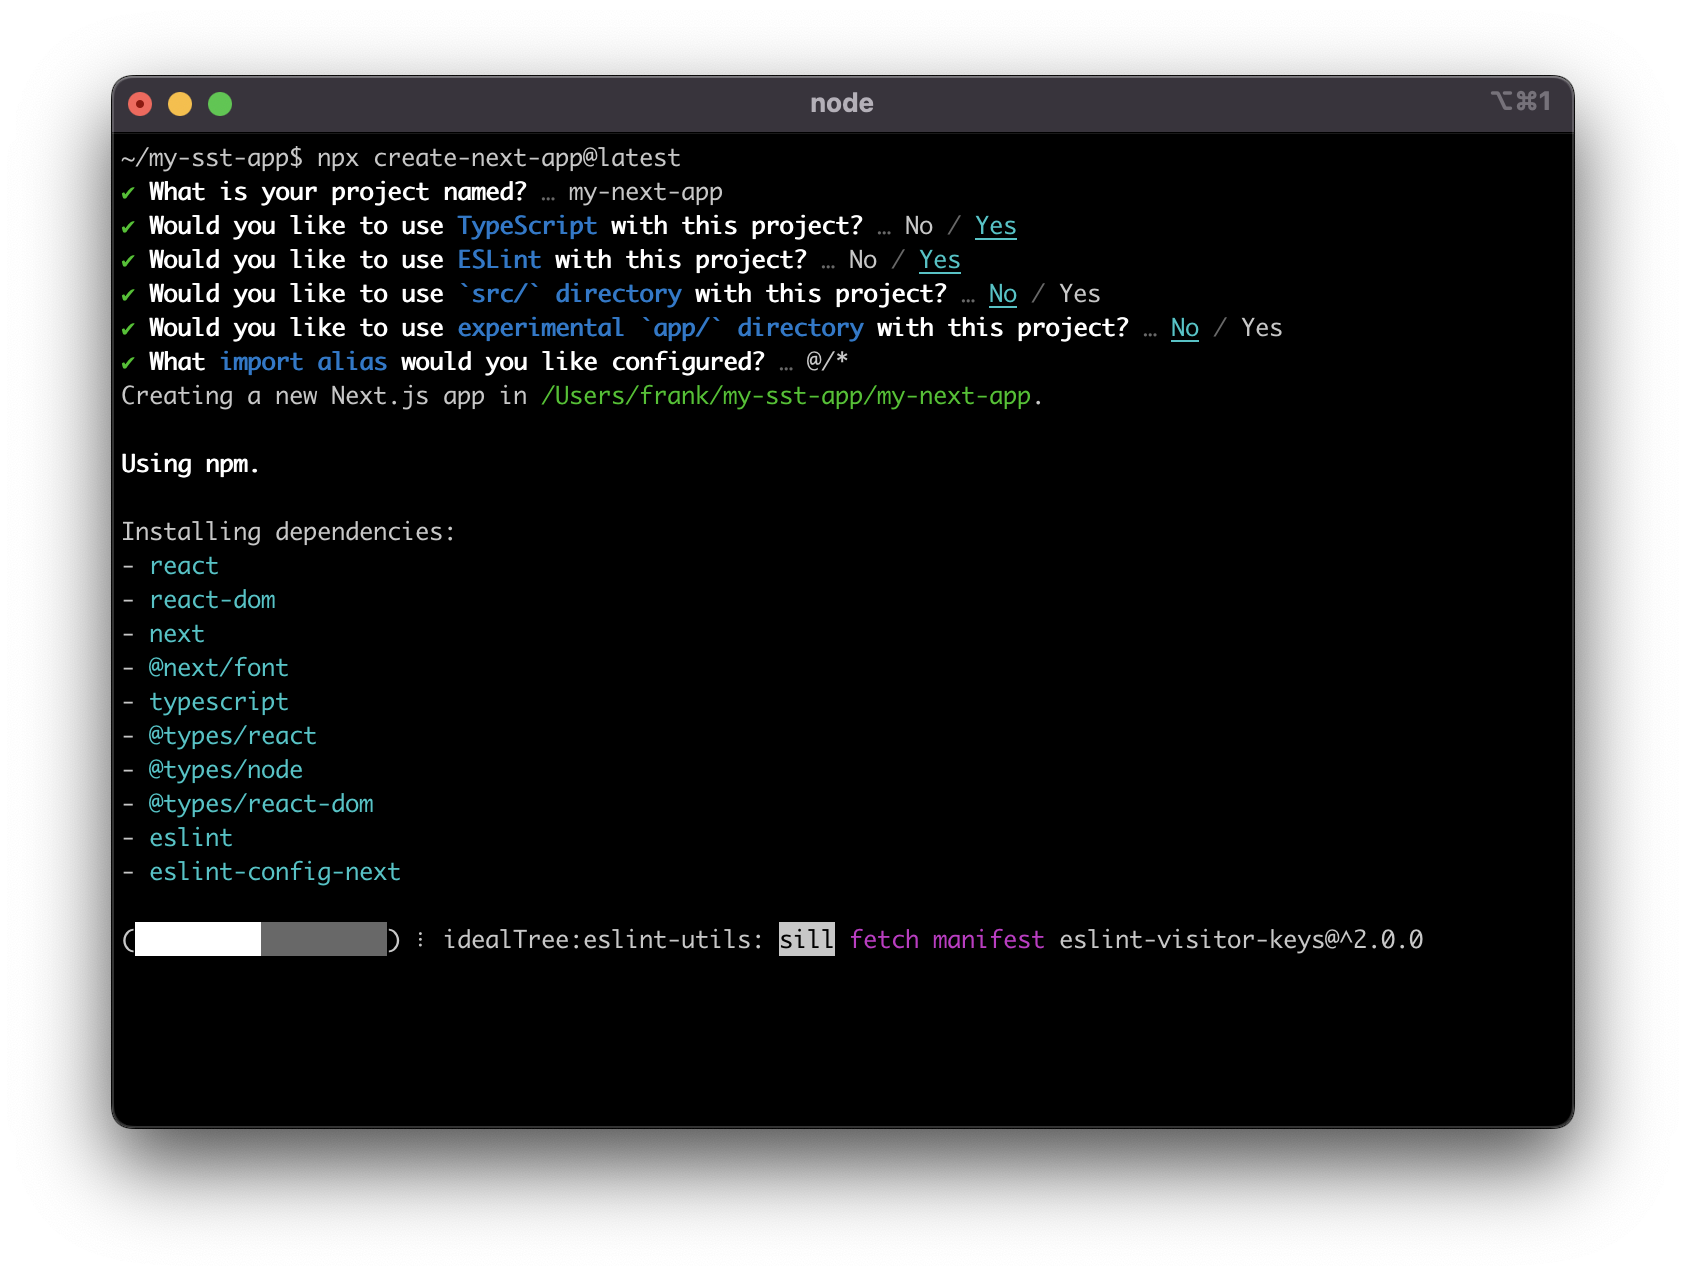 node
⌥⌘1
~/my-sst-app$ npx create-next-app@latest
✔ What is your project named? … my-next-app
✔ Would you like to use TypeScript with this project? … No / Yes
✔ Would you like to use ESLint with this project? … No / Yes
✔ Would you like to use `src/` directory with this project? … No / Yes
✔ Would you like to use experimental `app/` directory with this project? … No / Yes
✔ What import alias would you like configured? … @/*
Creating a new Next.js app in /Users/frank/my-sst-app/my-next-app.
Using npm.
Installing dependencies:
- react
- react-dom
- next
- @next/font
- typescript
- @types/react
- @types/node
- @types/react-dom
- eslint
- eslint-config-next
( ) ⸽ idealTree:eslint-utils: sill fetch manifest eslint-visitor-keys@^2.0.0